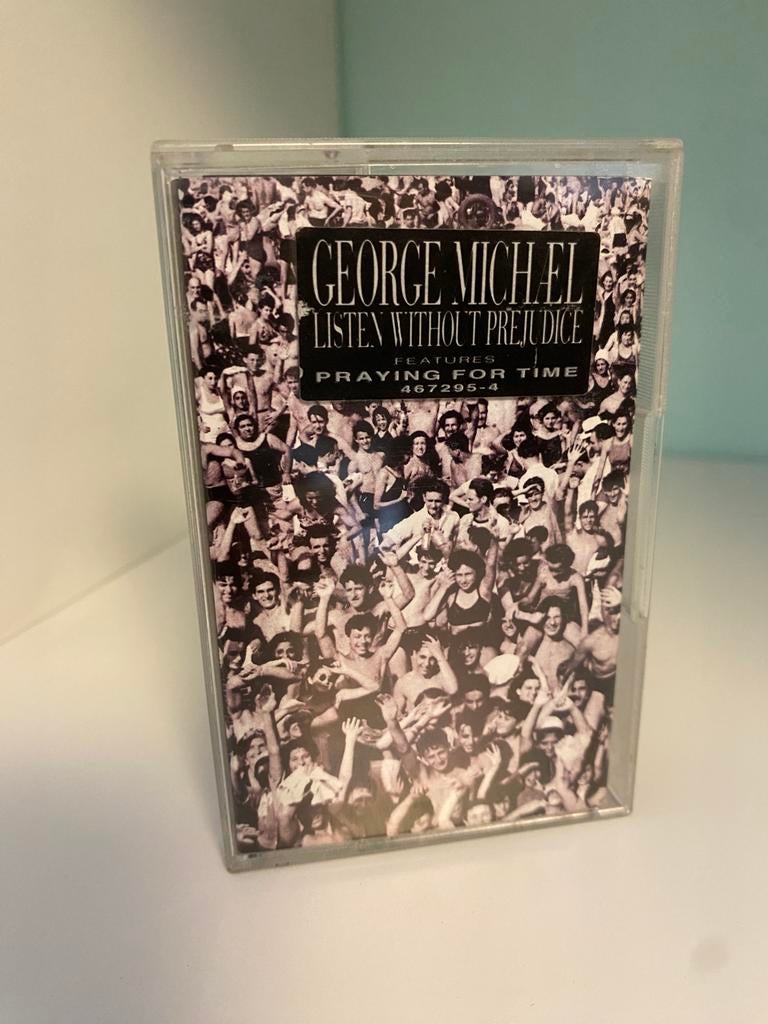 GEORGE MICHÆL
LISTEN WITHOUT PREJUDICE
FEATURES
PRAYING FOR TIME
467295-4